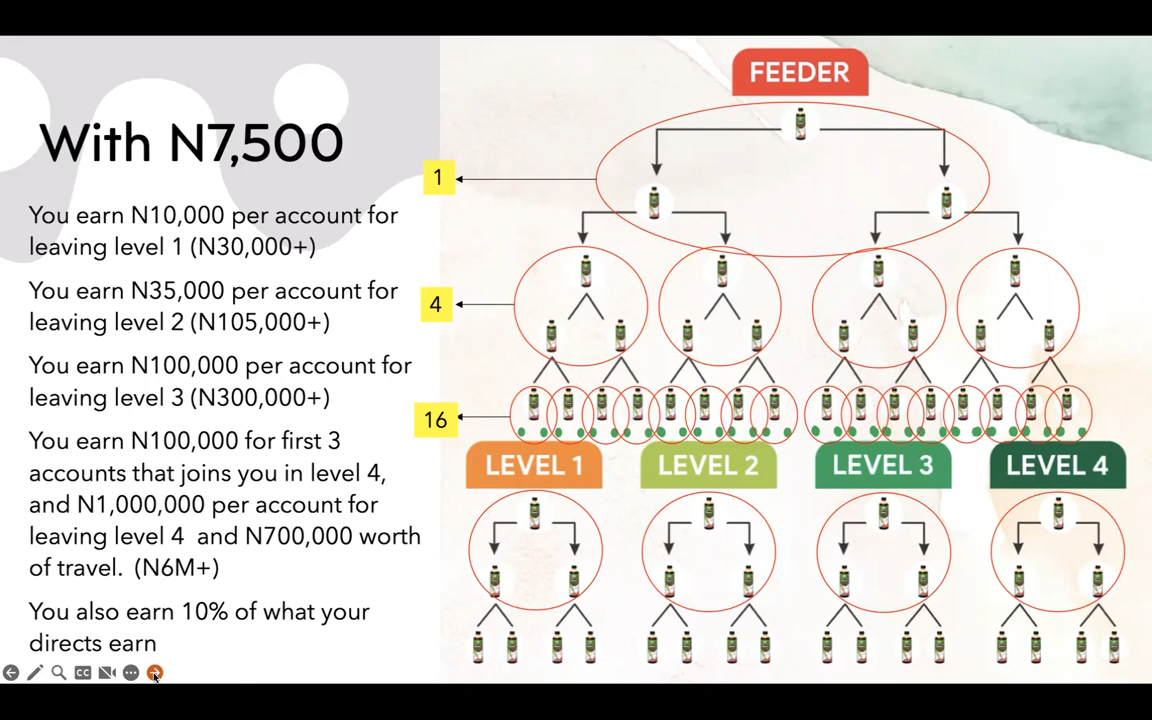 FEEDER
With N7,500
1
You earn N10,000 per account for
leaving level 1 (N30,000+)
You earn N35,000 per account for
leaving level 2 (N105,000+)
4
You earn N100,000 per account for
leaving level 3 (N300,000+)
16
You earn N100,000 for first 3
accounts that joins you in level 4,
and N1,000,000 per account for
leaving level 4 and N700,000 worth
of travel. (N6M+)
You also earn 10% of what your
directs earn
LEVEL 1
LEVEL 2
LEVEL 3
LEVEL 4
CC